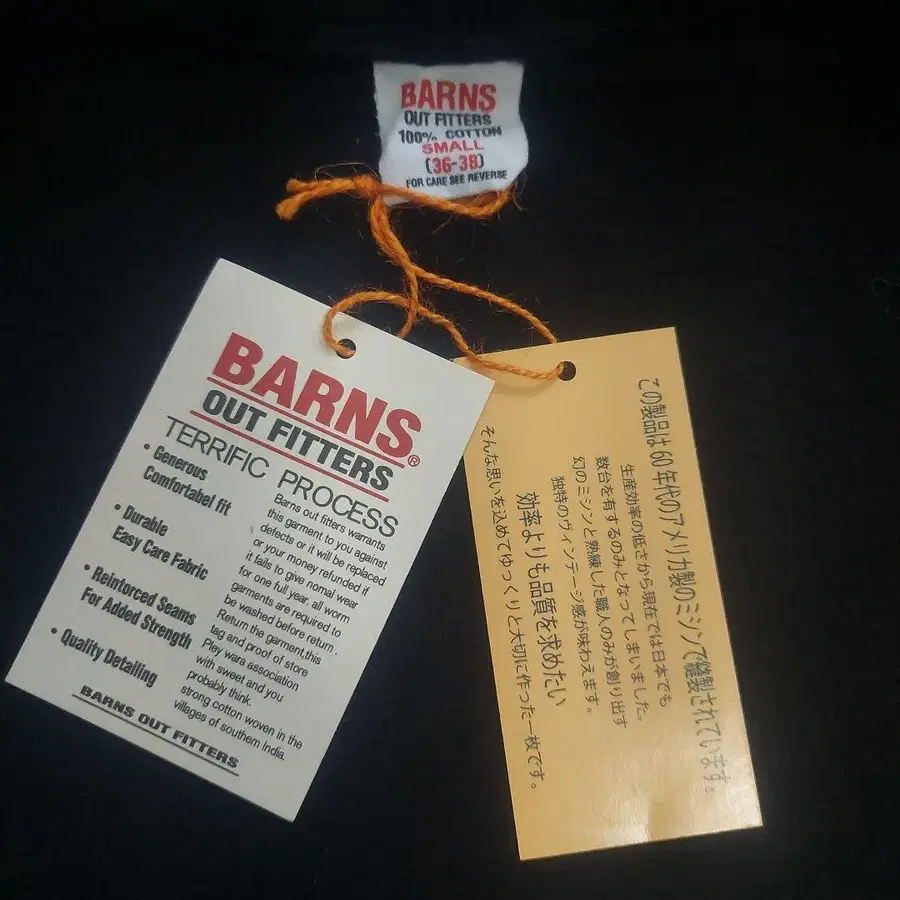 BARNS
OUT FITTERS
100% COTTON
SMALL
(36-38)
FOR CARE SEE REVERSE
BARNS®
OUT FITTERS
TERRIFIC PROCESS
• Generous
Comfortabel fit
• Durable
Easy Care Fabric
• Reintorced Seams
For Added Strength
• Quality Detailing
Barns out fitters warrants
this garment to you against
defects or it will be replaced
or your money refunded if
it fails to give normal wear
for one full year. all worm
garments are required to
be washed before return.
Return the garment,this
tag and proof of store
Pley wara association
with sweet and you
probably think.
strong cotton woven in the
villages of southern India.
BARNS OUT FITTERS
この製品は60年代のアメリカ製のミシンで縫製されています。
生産効率の低さから現在では日本でも
数台を有するのみとなってしまいました。
幻のミシンと熟練した職人のみが創り出す
独特のヴィンテージ感が味わえます。
効率よりも品質を求めたい
そんな思いを込めてゆっくりと大切に作った一枚です。